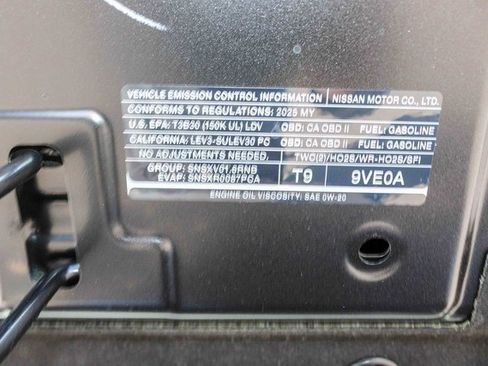 VEHICLE EMISSION CONTROL INFORMATION NISSAN MOTOR CO., LTD.
CONFORMS TO REGULATIONS: 2025 MY
U.S. EPA: T3B30 (150K UL) LDV OBD: CA OBD II FUEL: GASOLINE
CALIFORNIA: LEV3-SULEV30 PC OBD: CA OBD II FUEL: GASOLINE
NO ADJUSTMENTS NEEDED. TWC(2)/HO2S/WR-HO2S/SFI
GROUP: SNSXV01.6RNB T9 9VE0A
EVAP: SNSXR0087PGA
ENGINE OIL VISCOSITY: SAE 0W-20